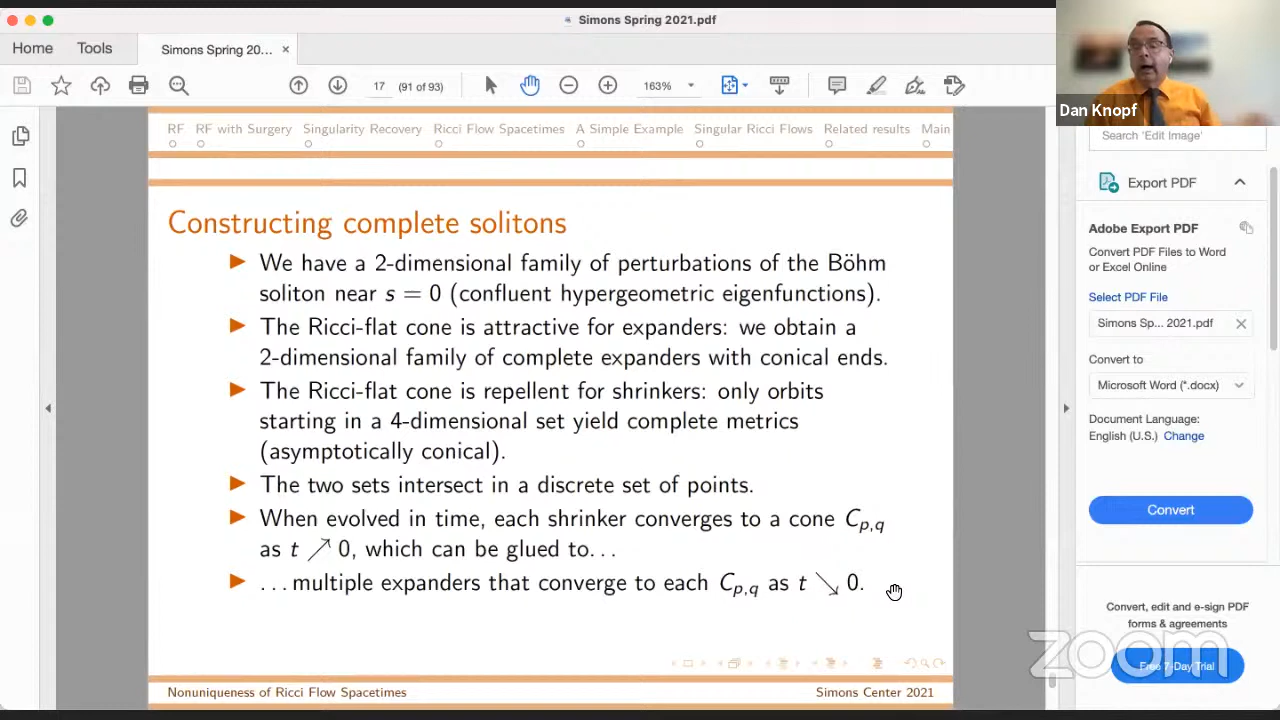 Simons Spring 2021.pdf
Home
Tools
Simons Spring 20...
×
17
(91 of 93)
163%
Dan Knopf
RF RF with Surgery Singularity Recovery Ricci Flow Spacetimes A Simple Example Singular Ricci Flows Related results Main
Constructing complete solitons
▶ We have a 2-dimensional family of perturbations of the Böhm
soliton near s = 0 (confluent hypergeometric eigenfunctions).
▶ The Ricci-flat cone is attractive for expanders: we obtain a
2-dimensional family of complete expanders with conical ends.
▶ The Ricci-flat cone is repellent for shrinkers: only orbits
starting in a 4-dimensional set yield complete metrics
(asymptotically conical).
▶ The two sets intersect in a discrete set of points.
▶ When evolved in time, each shrinker converges to a cone C_{p,q}
as t ↗ 0, which can be glued to...
▶ ...multiple expanders that converge to each C_{p,q} as t ↘ 0.
Nonuniqueness of Ricci Flow Spacetimes
Simons Center 2021
Search 'Edit Image'
Export PDF
Adobe Export PDF
Convert PDF Files to Word
or Excel Online
Select PDF File
Simons Sp... 2021.pdf
Convert to
Microsoft Word (*.docx)
Document Language:
English (U.S.) Change
Convert
Convert, edit and e-sign PDF
forms & agreements
Free 7-Day Trial
zoom